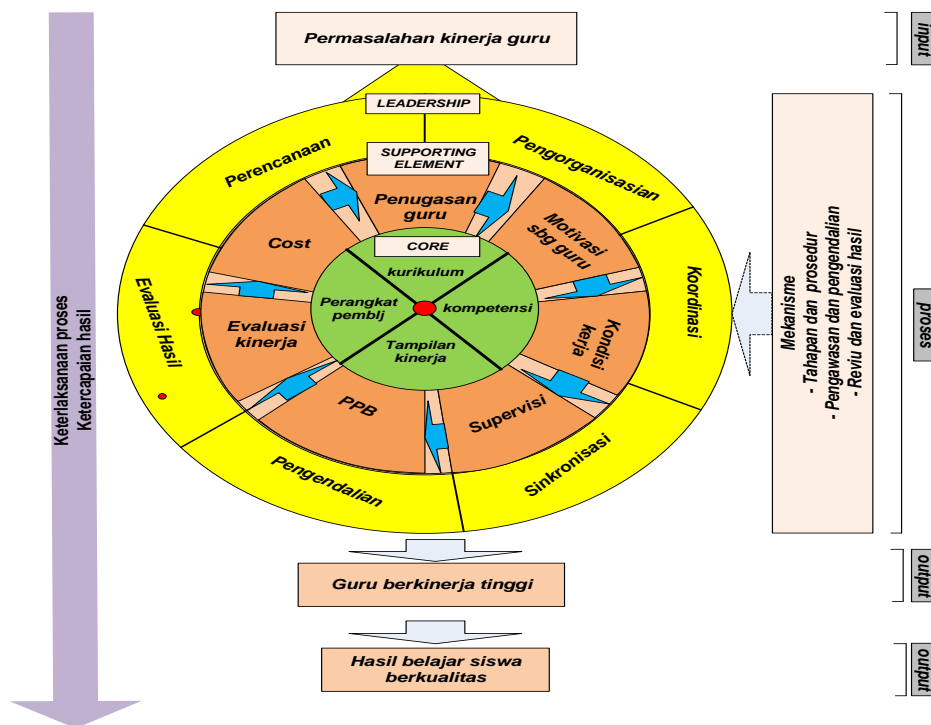 Permasalahan kinerja guru
input
LEADERSHIP
Perencanaan
Pengorganisasian
SUPPORTING
ELEMENT
Penugasan
guru
Cost
Motivasi
sbg guru
CORE
kurikulum
Perangkat
pemblj
kompetensi
Tampilan
kinerja
Evaluasi Hasil
Evaluasi
kinerja
Kondisi
kerja
Koordinasi
PPB
Supervisi
Pengendalian
Sinkronisasi
Mekanisme
- Tahapan dan prosedur
- Pengawasan dan pengendalian
- Reviu dan evaluasi hasil
proses
Keterlaksanaan proses
Ketercapaian hasil
Guru berkinerja tinggi
output
Hasil belajar siswa
berkualitas
output